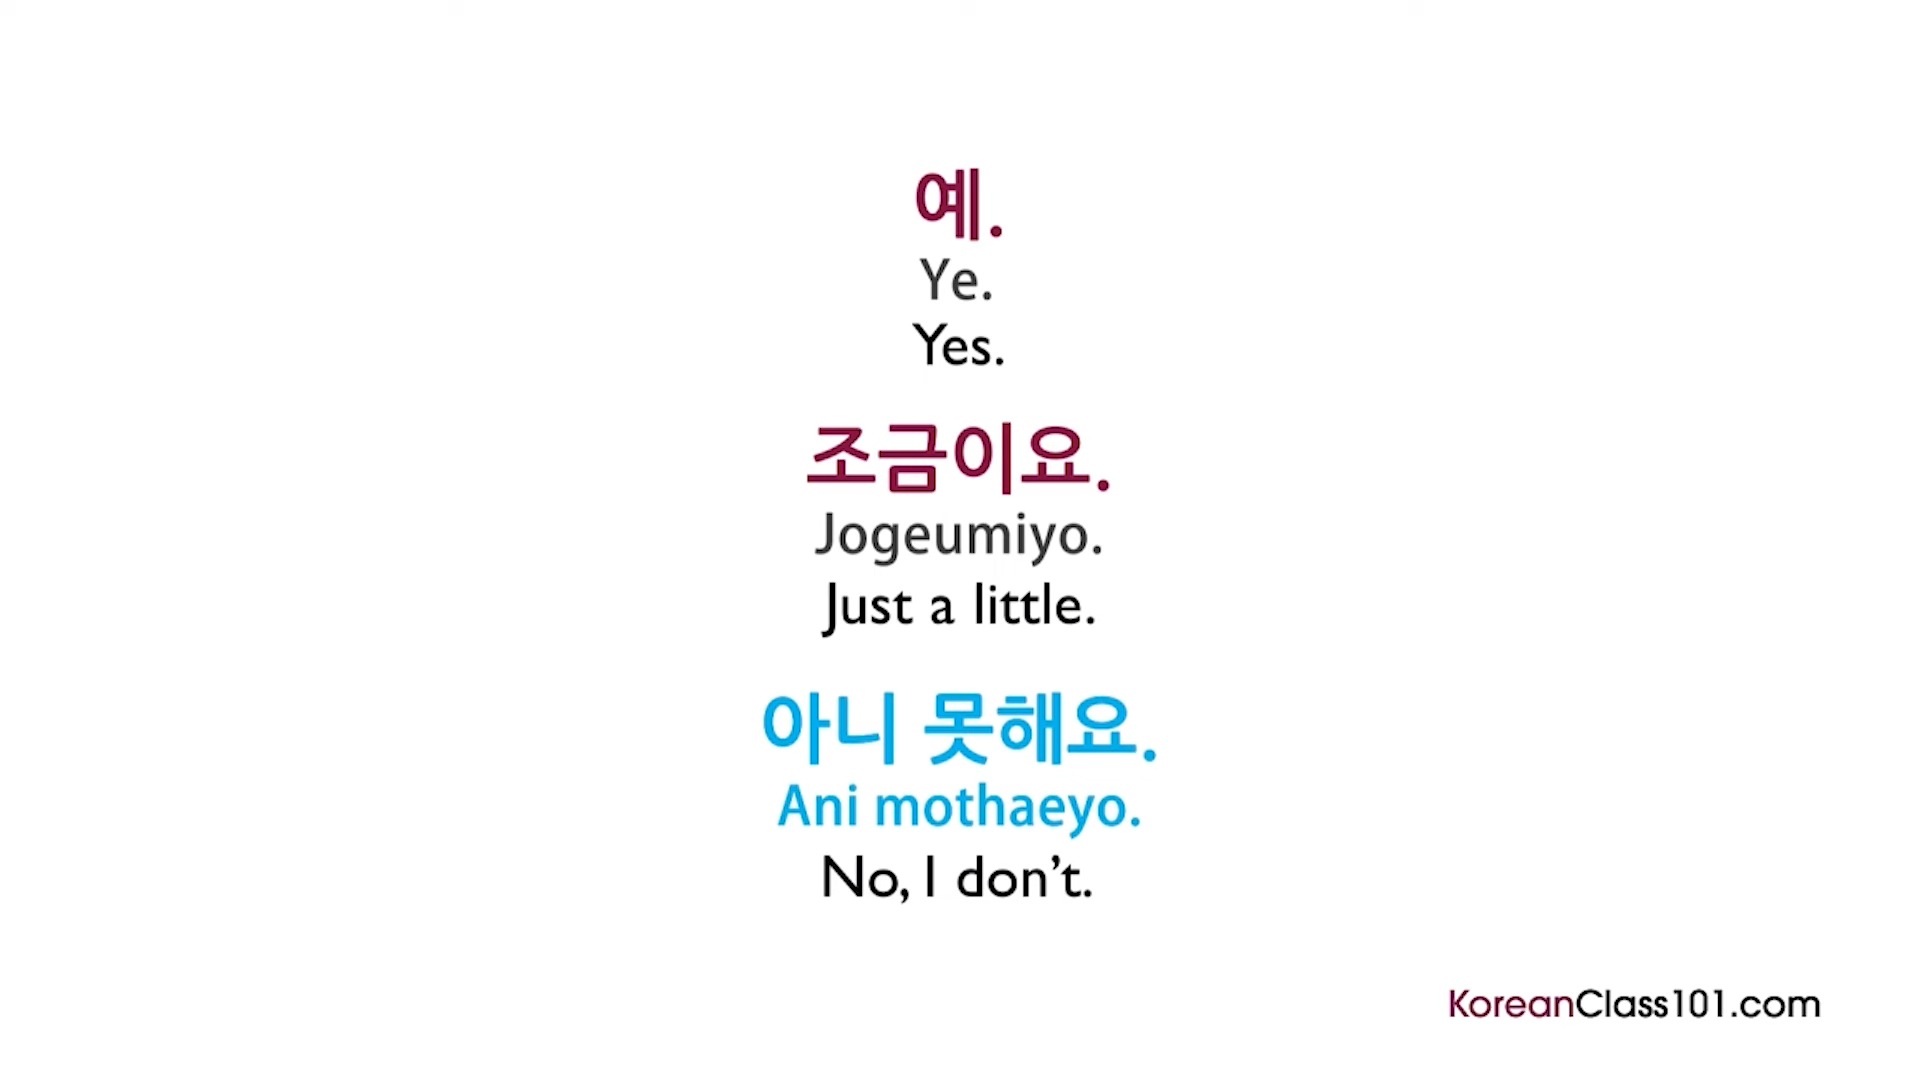 예.
Ye.
Yes.
조금이요.
Jogeumiyo.
Just a little.
아니 못해요.
Ani mothaeyo.
No, I don’t.
KoreanClass101.com